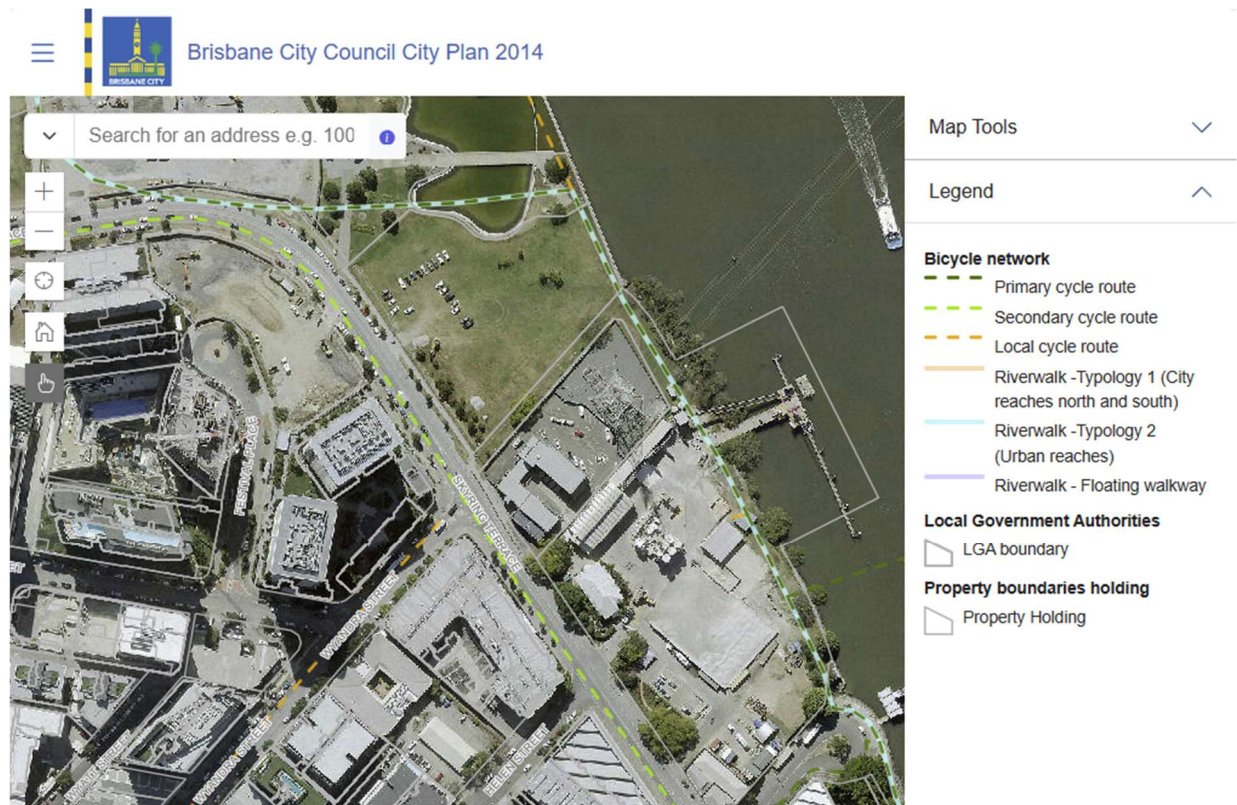 BRISBANE CITY
Brisbane City Council City Plan 2014
Search for an address e.g. 100
Map Tools
Legend
Bicycle network
Primary cycle route
Secondary cycle route
Local cycle route
Riverwalk -Typology 1 (City
reaches north and south)
Riverwalk -Typology 2
(Urban reaches)
Riverwalk - Floating walkway
Local Government Authorities
LGA boundary
Property boundaries holding
Property Holding
FESTIVAL PLACE
SKYRING TERRACE
WYANDRA STREET
WYANDRA STREET
HELEN STREET